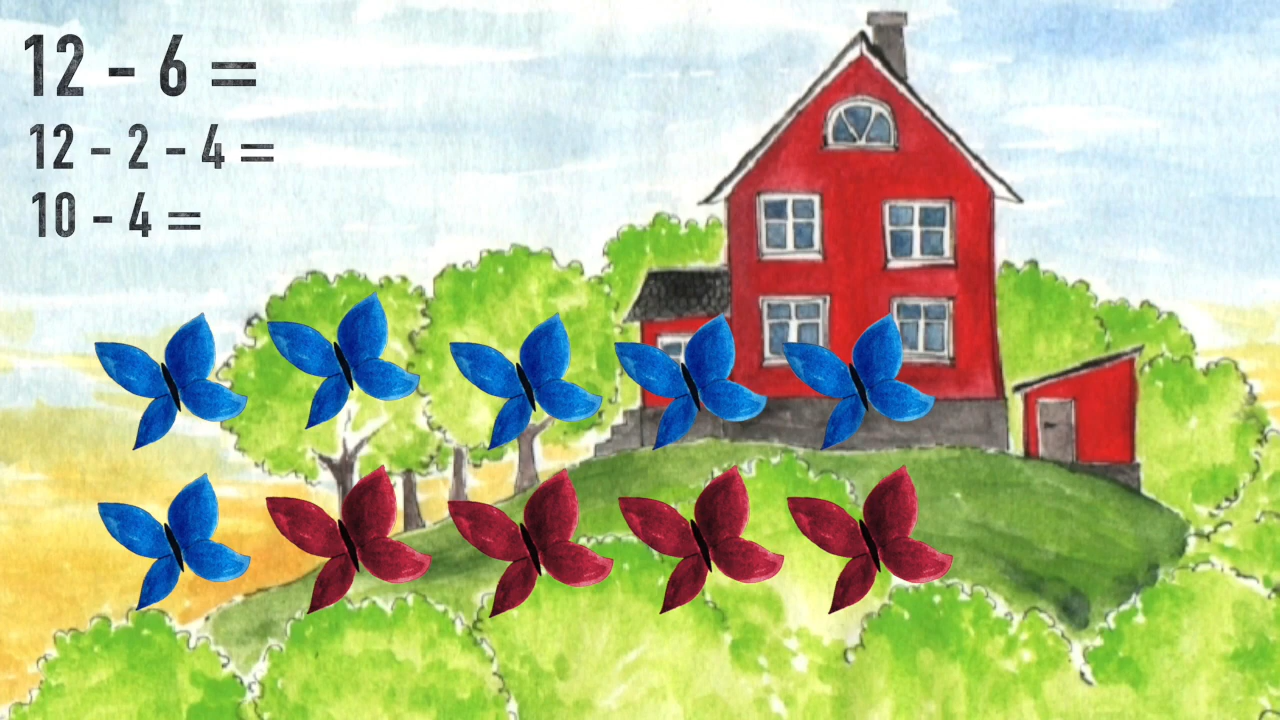 12 - 6 =
12 - 2 - 4 =
10 - 4 =